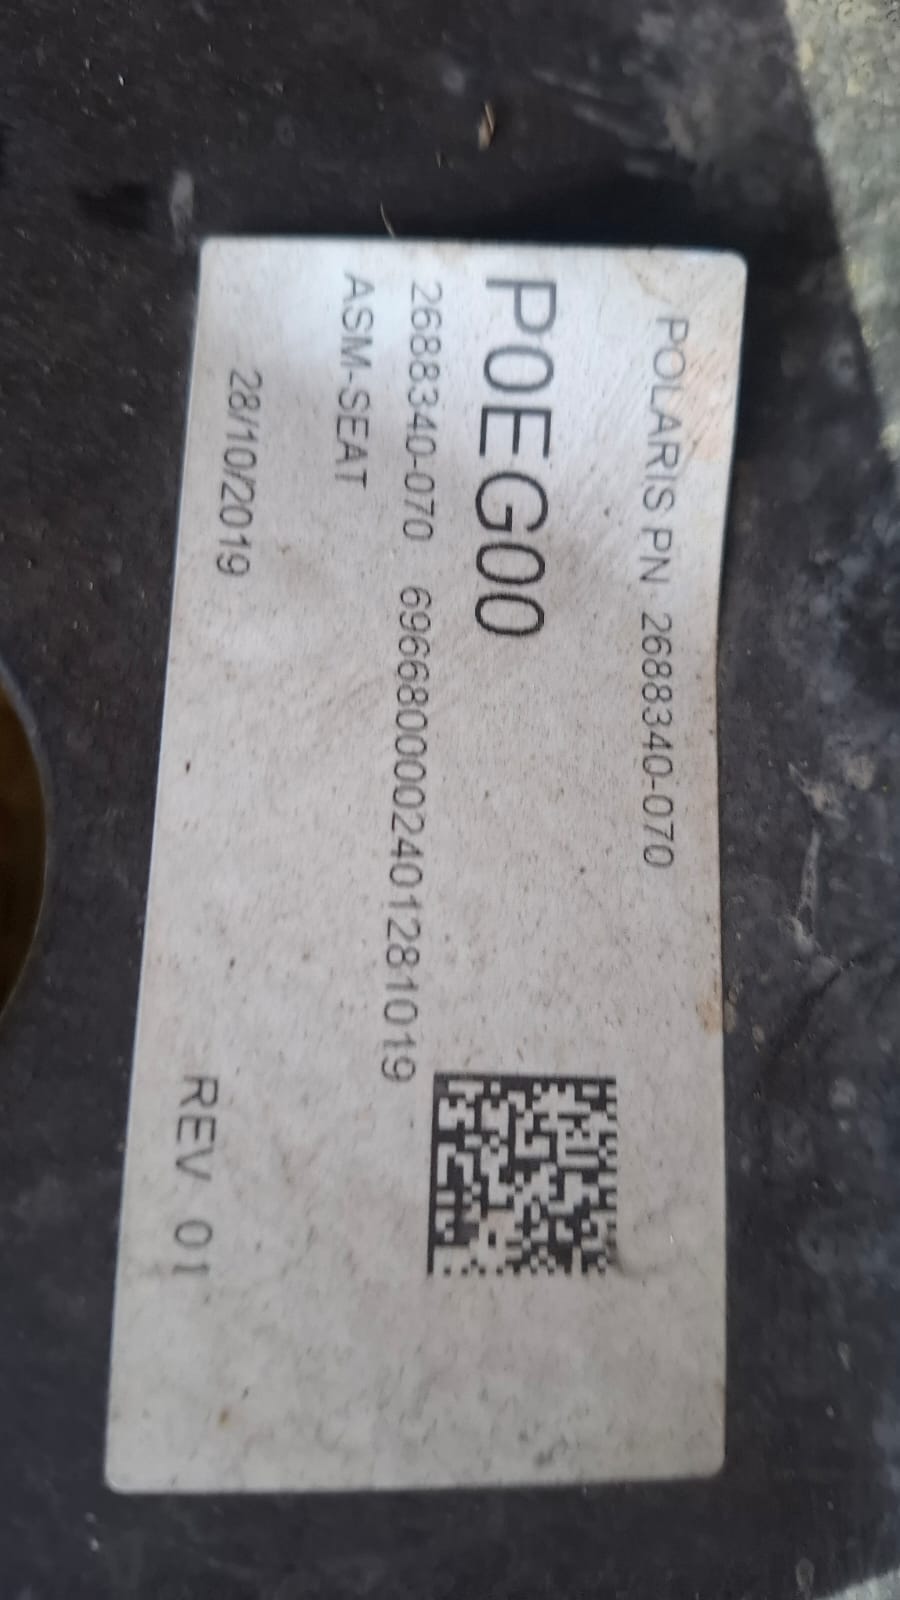 POLARIS PN 2688340-070
P0EG00
2688340-070 6966800002401281019
ASM-SEAT
28/10/2019 REV 01